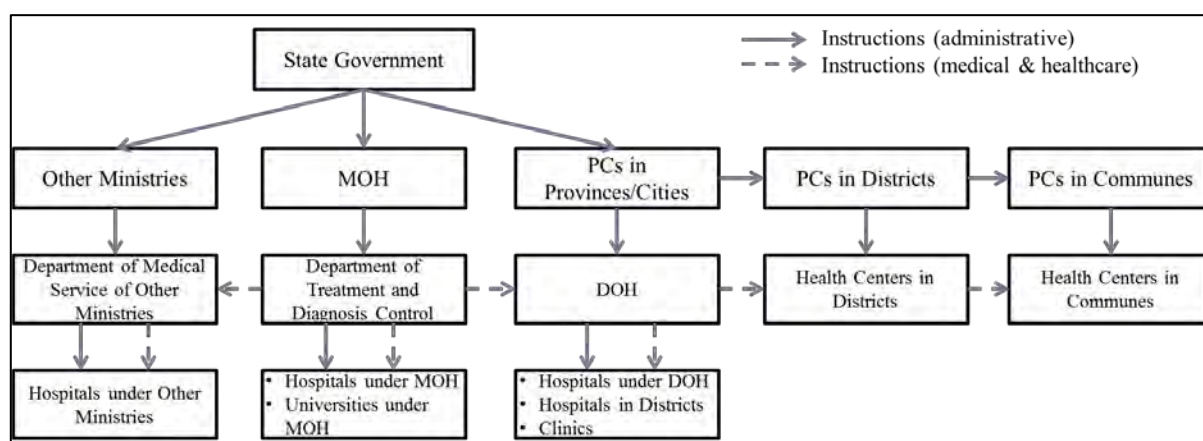 State Government
Instructions (administrative)
Instructions (medical & healthcare)
Other Ministries
MOH
PCs in
Provinces/Cities
PCs in Districts
PCs in Communes
Department of Medical
Service of Other
Ministries
Department of
Treatment and
Diagnosis Control
DOH
Health Centers in
Districts
Health Centers in
Communes
Hospitals under Other
Ministries
• Hospitals under MOH
• Universities under
MOH
• Hospitals under DOH
• Hospitals in Districts
• Clinics